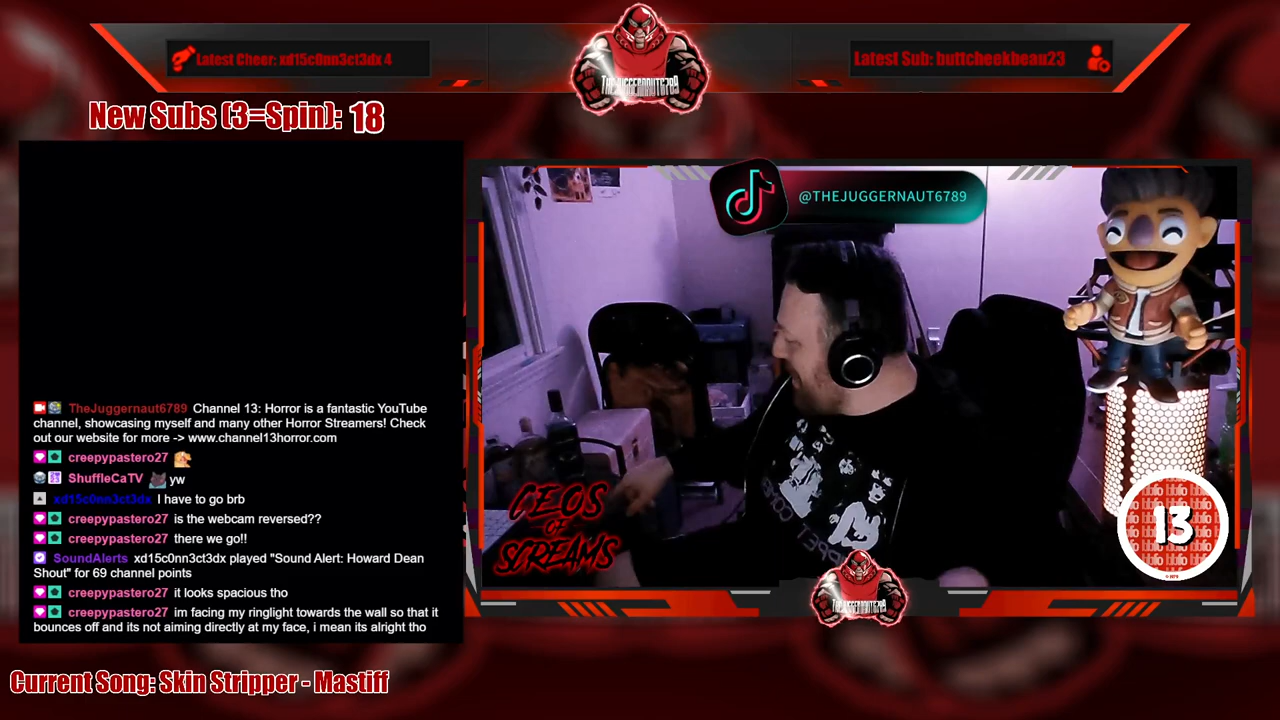 Latest Cheer: xd15c0nn3ct3dx 4
THEJUGGERNAUT6789
Latest Sub: buttcheekbeau23
New Subs (3=Spin): 18
@THEJUGGERNAUT6789
TheJuggernaut6789 Channel 13: Horror is a fantastic YouTube
channel, showcasing myself and many other Horror Streamers! Check
out our website for more -> www.channel13horror.com
creepypastero27
ShuffleCaTV yw
xd15c0nn3ct3dx I have to go brb
creepypastero27 is the webcam reversed??
creepypastero27 there we go!!
SoundAlerts xd15c0nn3ct3dx played "Sound Alert: Howard Dean
Shout" for 69 channel points
creepypastero27 it looks spacious tho
creepypastero27 im facing my ringlight towards the wall so that it
bounces off and its not aiming directly at my face, i mean its alright tho
CEOS
OF
SCREAMS
13
THEJUGGERNAUT6789
Current Song: Skin Stripper - Mastiff